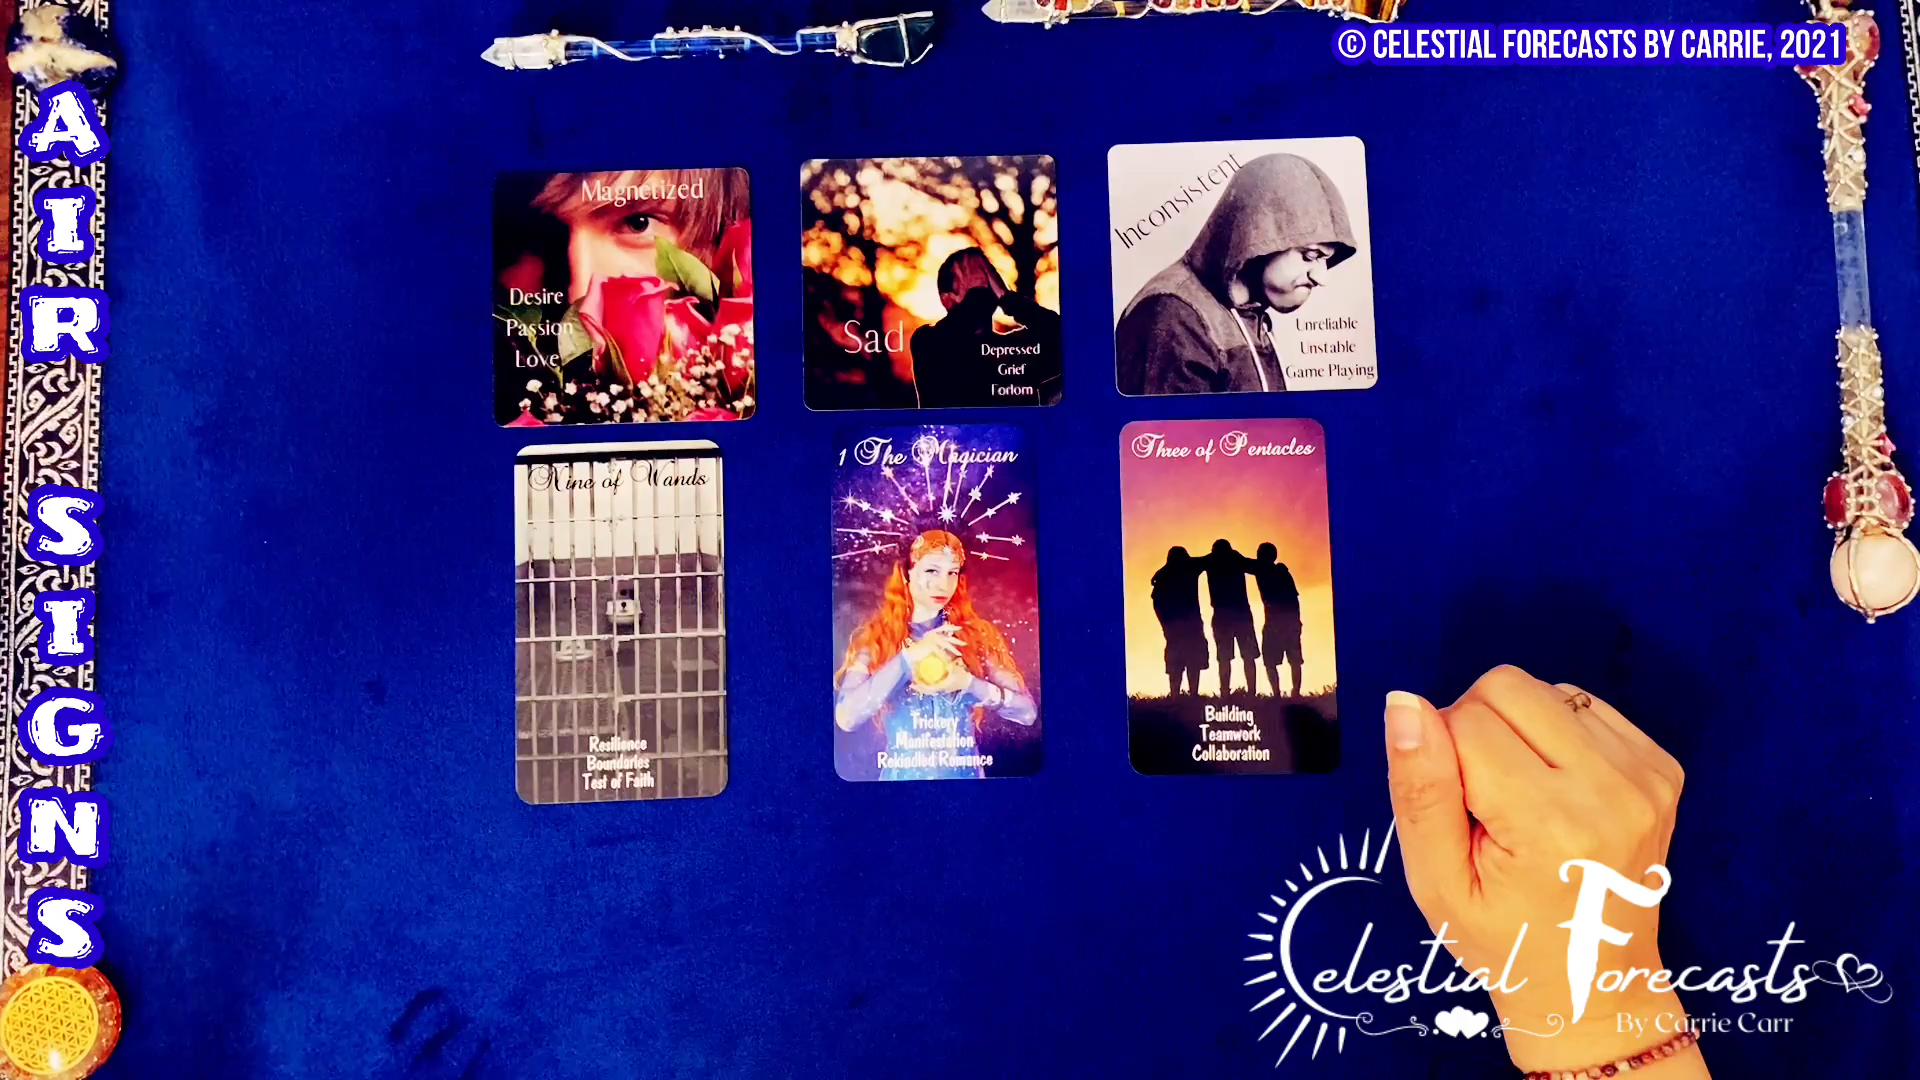 © CELESTIAL FORECASTS BY CARRIE, 2021
AIR SIGNS
Magnetized
Desire
Passion
Love
Sad
Depressed
Grief
Forlorn
Inconsistent
Unreliable
Unstable
Game Playing
Nine of Wands
Resilience
Boundaries
Test of Faith
1 The Magician
Trickery
Manifestation
Rekindled Romance
Three of Pentacles
Building
Teamwork
Collaboration
Celestial Forecasts
By Carrie Carr